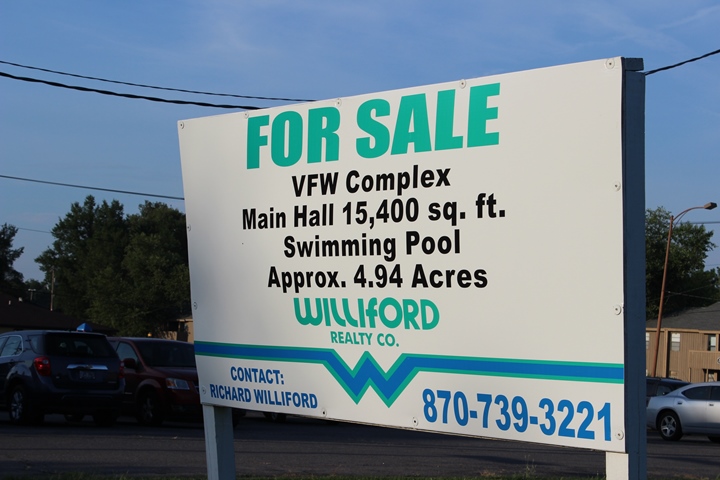 FOR SALE
VFW Complex
Main Hall 15,400 sq. ft.
Swimming Pool
Approx. 4.94 Acres
WILLIfORD
REALTY CO.
CONTACT:
RICHARD WILLIFORD
870-739-3221